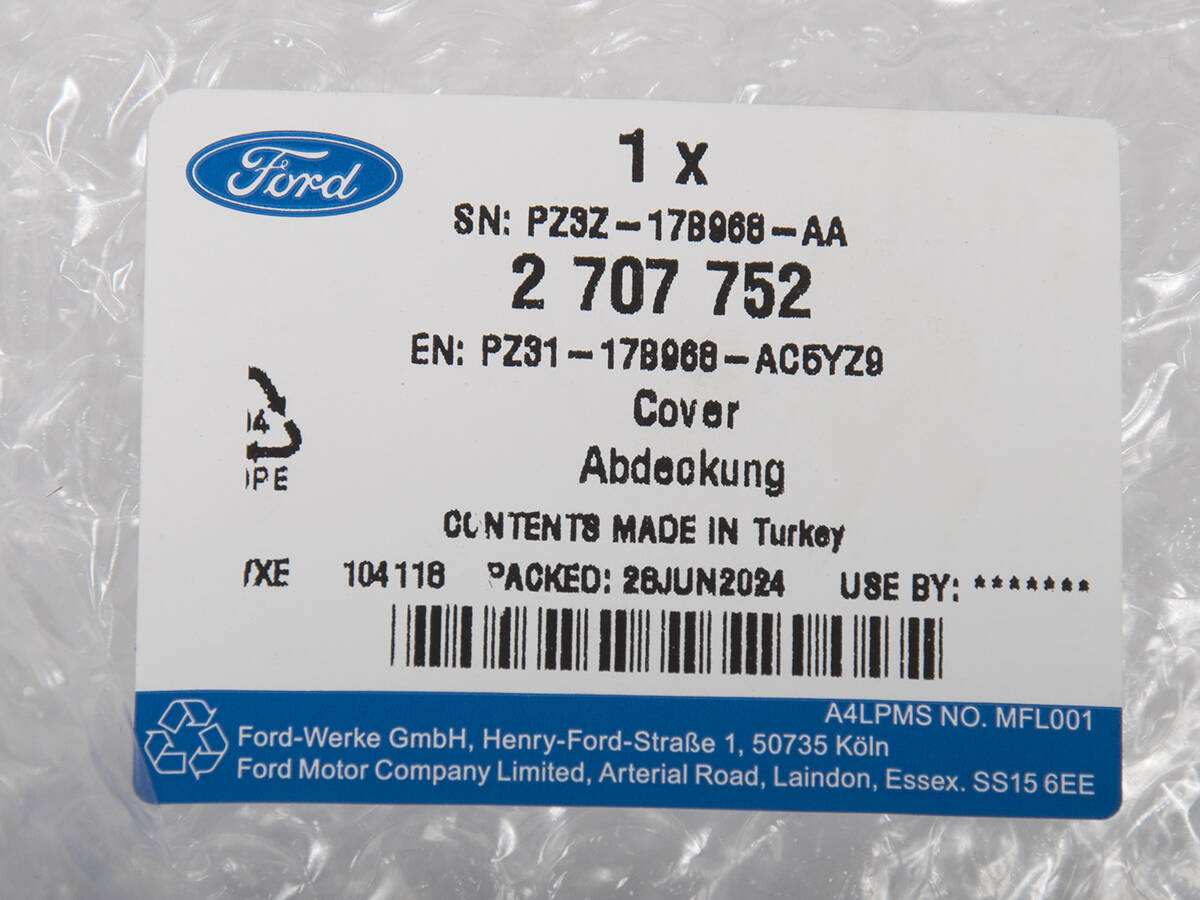 Ford
1 x
SN: PZ3Z-17B968-AA
2 707 752
EN: PZ31-17B968-AC5YZ9
Cover
Abdeckung
CONTENTS MADE IN Turkey
104118 PACKED: 28JUN2024 USE BY: *******
A4LPMS NO. MFL001
Ford-Werke GmbH, Henry-Ford-Straße 1, 50735 Köln
Ford Motor Company Limited, Arterial Road, Laindon, Essex. SS15 6EE